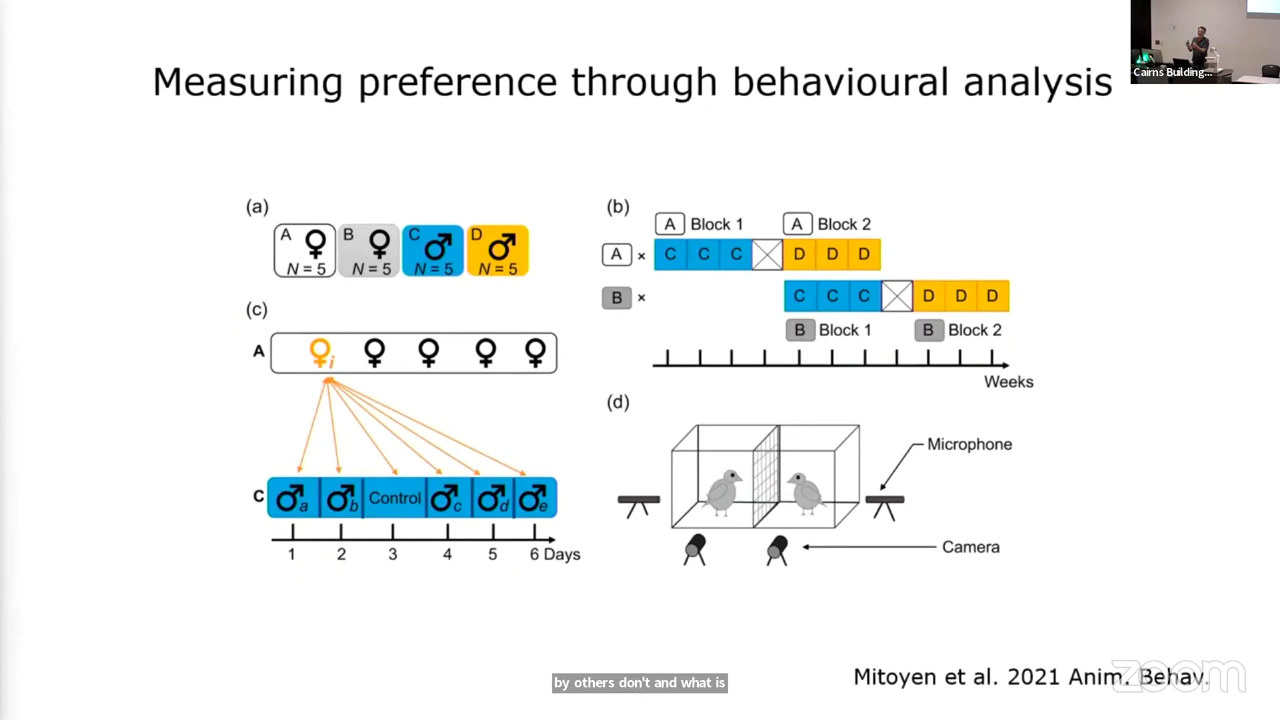 Measuring preference through behavioural analysis
Cairns Building...
(a)
A ♀ N = 5
B ♀ N = 5
C ♂ N = 5
D ♂ N = 5
(b)
A Block 1
A Block 2
A × C C C D D D
B × C C C D D D
B Block 1
B Block 2
Weeks
(c)
A ♀i ♀ ♀ ♀ ♀
C ♂a ♂b Control ♂c ♂d ♂e
1 2 3 4 5 6 Days
(d)
Microphone
Camera
Mitoyen et al. 2021 Anim. Behav.
zoom
by others don't and what is